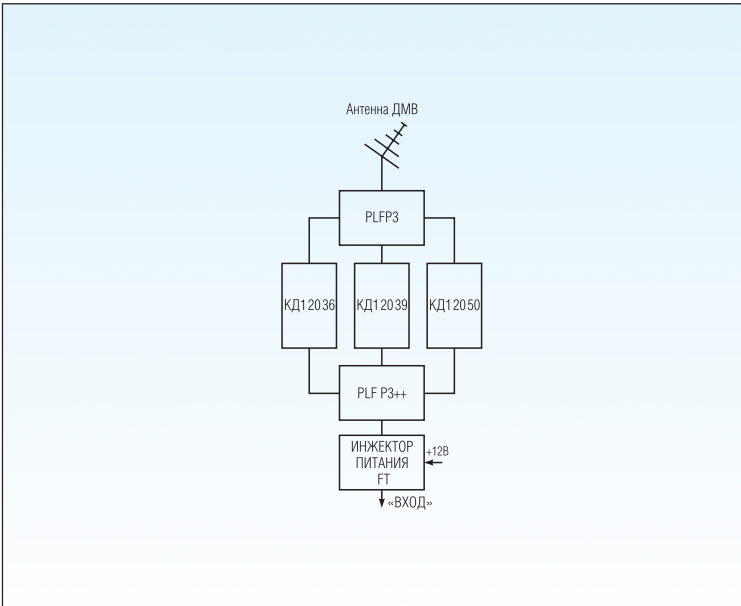 Антенна ДМВ
PLFP3
КД12036 КД12039 КД12050
PLF P3++
ИНЖЕКТОР
ПИТАНИЯ
FT
+12В
«ВХОД»